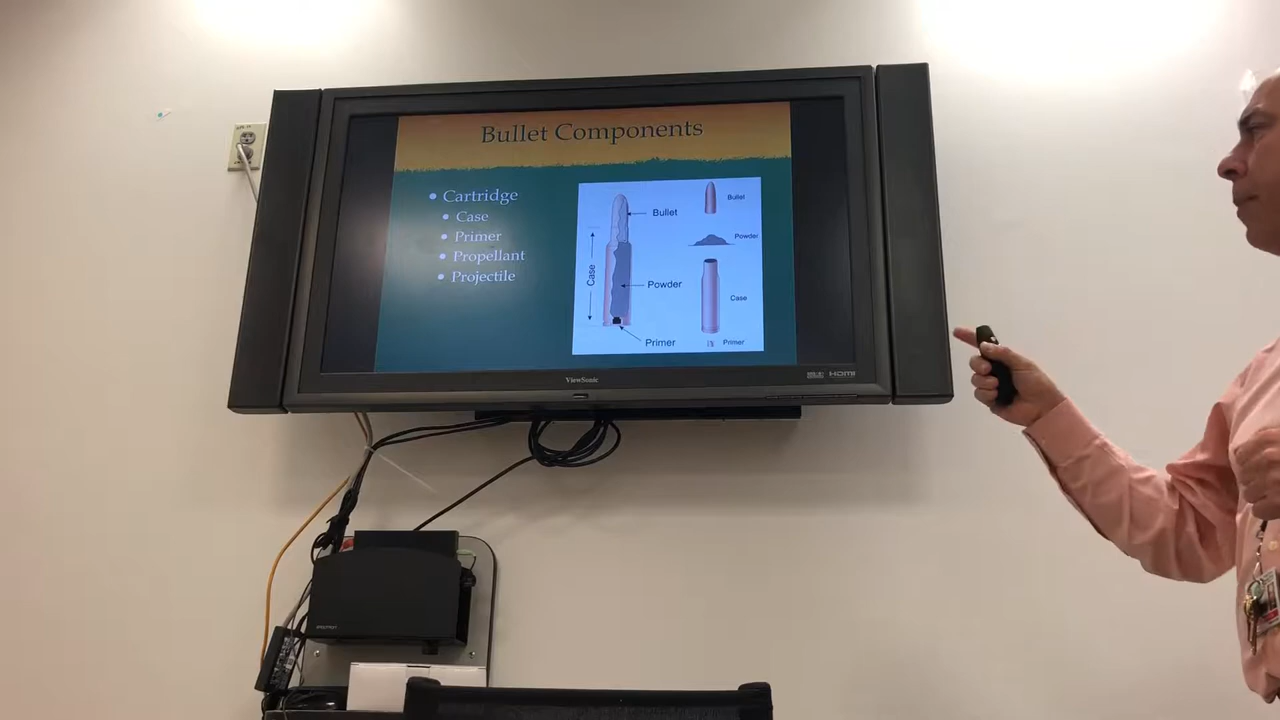 Bullet Components
Cartridge
Case
Primer
Propellant
Projectile
Bullet
Case
Powder
Primer
Bullet
Powder
Case
Primer
ViewSonic
HDMI